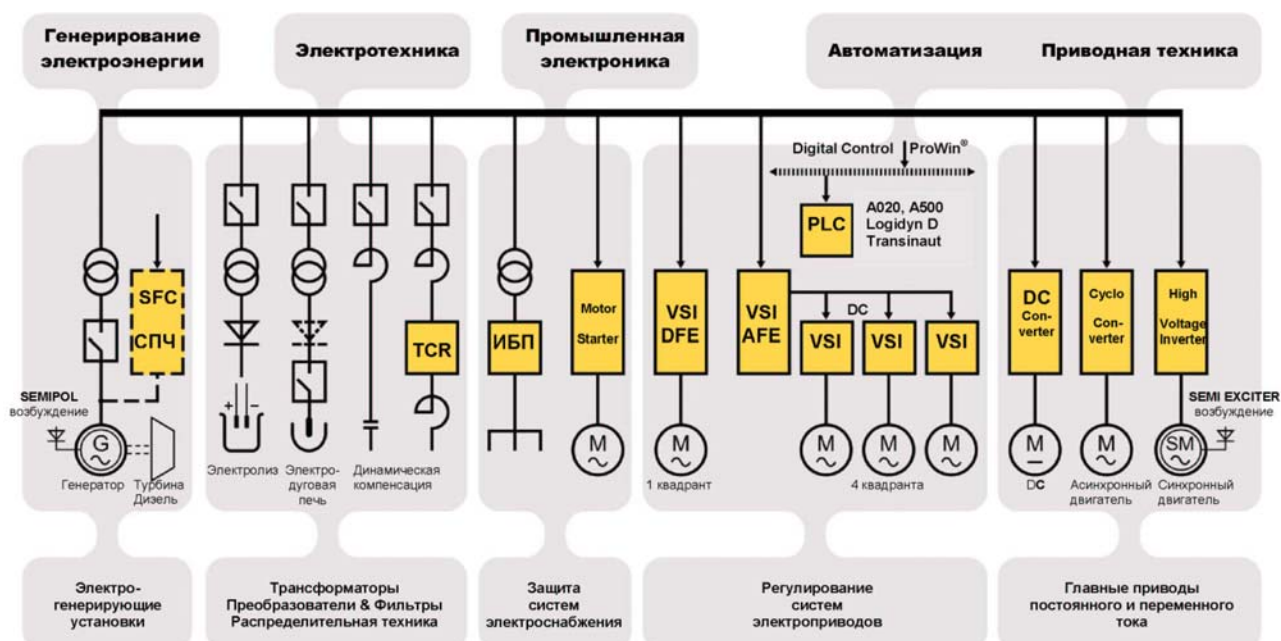 Генерирование
электроэнергии
Электротехника
Промышленная
электроника
Автоматизация
Приводная техника
Digital Control
ProWin®
PLC
A020, A500
Logidyn D
Transinaut
SFC
СПЧ
TCR
ИБП
Motor
Starter
VSI
DFE
VSI
AFE
DC
VSI
VSI
VSI
DC
Con-
verter
Cyclo
Con-
verter
High
Voltage
Inverter
SEMIPOL
возбуждение
G
Генератор
Турбина
Дизель
+
–
Электролиз
Электро-
дуговая
печь
Динамическая
компенсация
M
M
1 квадрант
M
M
M
4 квадранта
M
DC
M
Асинхронный
двигатель
SEMI EXCITER
возбуждение
SM
Синхронный
двигатель
Электро-
генерирующие
установки
Трансформаторы
Преобразователи & Фильтры
Распределительная техника
Защита
систем
электроснабжения
Регулирование
систем
электроприводов
Главные приводы
постоянного и переменного
тока